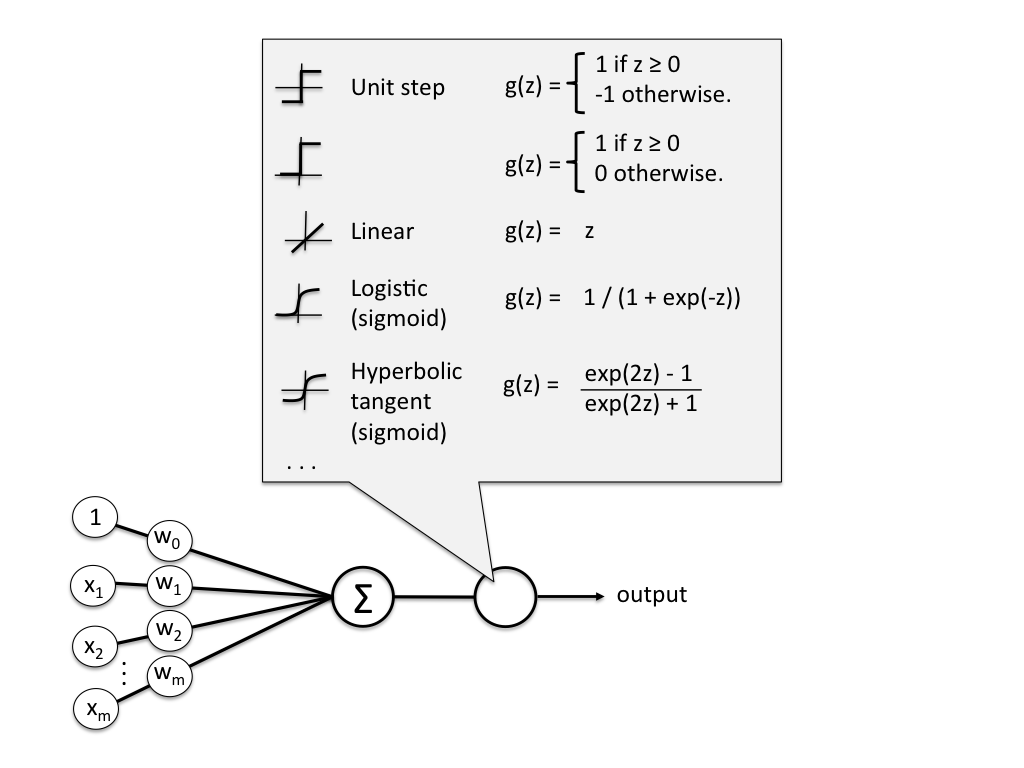 Unit step g(z) = 1 if z ≥ 0
-1 otherwise.
g(z) = 1 if z ≥ 0
0 otherwise.
Linear g(z) = z
Logistic
(sigmoid) g(z) = 1 / (1 + exp(-z))
Hyperbolic
tangent
(sigmoid) g(z) = exp(2z) - 1
exp(2z) + 1
. . .
1
w0
x1
w1
x2
w2
⋮
wm
xm
Σ
output